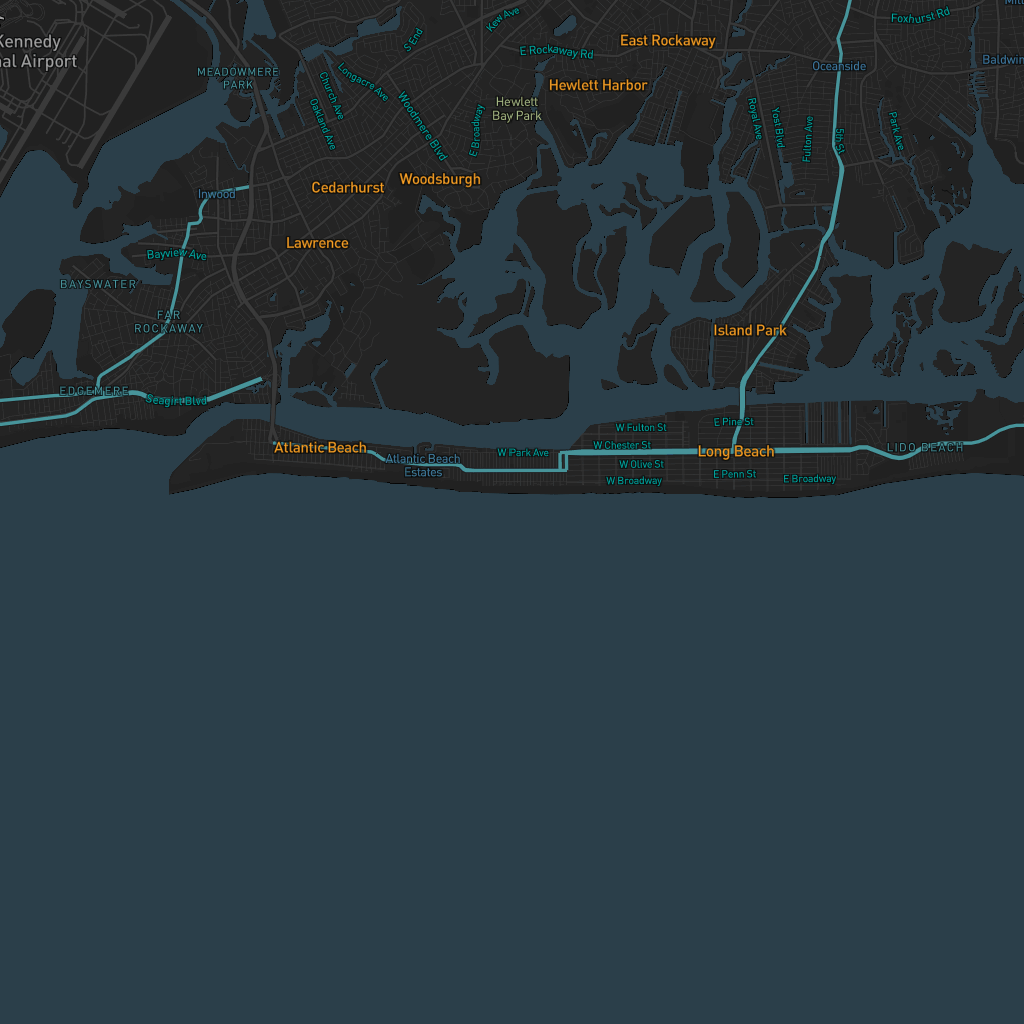 Kew Ave
Foxhurst Rd
S End
East Rockaway
Kennedy
E Rockaway Rd
Oceanside
MEADOWMERE
PARK
Longacre Ave
Church Ave
Hewlett Harbor
Oakland Ave
Woodmere Blvd
E Broadway
Hewlett
Bay Park
Royal Ave
Yost Blvd
Fulton Ave
5th St
Park Ave
Woodsburgh
Cedarhurst
Inwood
Lawrence
Bayview Ave
BAYSWATER
FAR
ROCKAWAY
Island Park
EDGEMERE
Seagirt Blvd
W Fulton St
E Pine St
Atlantic Beach
W Chester St
W Park Ave
Long Beach
LIDO BEACH
Atlantic Beach
Estates
W Olive St
E Penn St
W Broadway
E Broadway
Airport